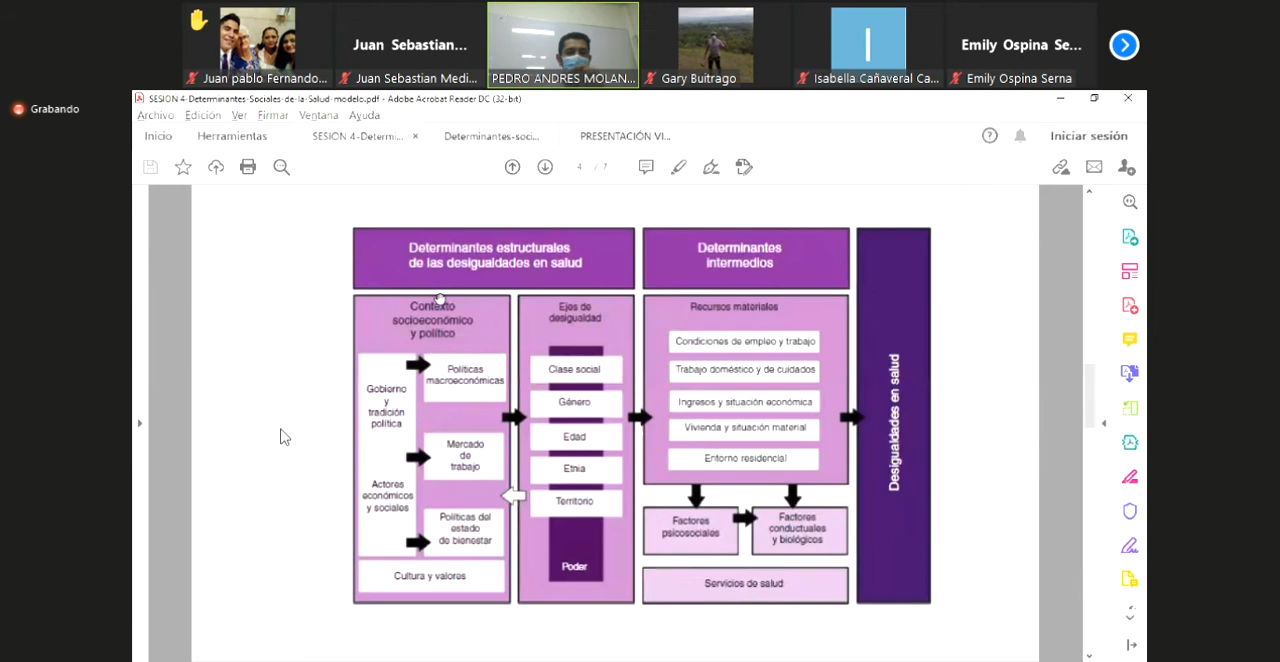 Juan Sebastian...
Emily Ospina Se...
Juan pablo Fernando...
Juan Sebastian Medi...
PEDRO ANDRES MOLAN...
Gary Buitrago
Isabella Cañaveral Ca...
Emily Ospina Serna
Grabando
SESION 4-Determinantes-Sociales-de-la-Salud-modelo.pdf - Adobe Acrobat Reader DC (32-bit)
Archivo Edición Ver Firmar Ventana Ayuda
Inicio Herramientas SESION 4-Determi... × Determinantes-soci... PRESENTACIÓN VI... Iniciar sesión
4 / 7
Determinantes estructurales
de las desigualdades en salud
Determinantes
intermedios
Contexto
socioeconómico
y político
Gobierno
y
tradición
política
Actores
económicos
y sociales
Políticas
macroeconómicas
Mercado
de
trabajo
Políticas del
estado
de bienestar
Cultura y valores
Ejes de
desigualdad
Clase social
Género
Edad
Etnia
Territorio
Poder
Recursos materiales
Condiciones de empleo y trabajo
Trabajo doméstico y de cuidados
Ingresos y situación económica
Vivienda y situación material
Entorno residencial
Factores
psicosociales
Factores
conductuales
y biológicos
Servicios de salud
Desigualdades en salud